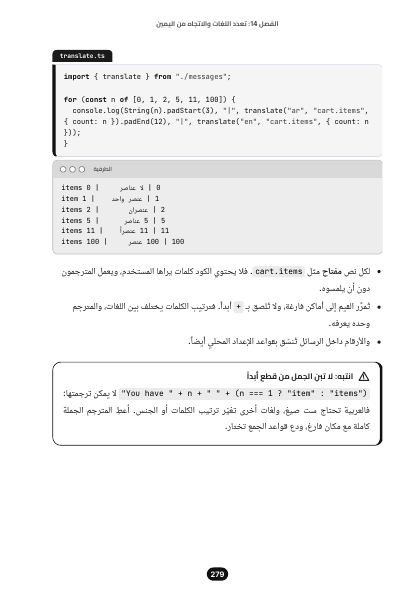 الفصل 14: تعدد اللغات والاتجاه من اليمين
translate.ts
import { translate } from "./messages";
for (const n of [0, 1, 2, 5, 11, 100]) {
console.log(String(n).padStart(3), "|", translate("ar", "cart.items",
{ count: n }).padEnd(12), "|", translate("en", "cart.items", { count: n
}));
}
الطرفية
items 0 | لا عناصر | 0
item 1 | عنصر واحد | 1
items 2 | عنصران | 2
items 5 | 5 عناصر | 5
items 11 | 11 عنصراً | 11
items 100 | 100 عنصر | 100
• لكل نص مفتاح مثل cart.items. فلا يحتوي الكود كلمات يراها المستخدم، ويعمل المترجمون
دون أن يلمسوه.
• تُمرَّر القيم إلى أماكن فارغة، ولا تُلصق بـ + أبداً. فترتيب الكلمات يختلف بين اللغات، والمترجم
وحده يعرفه.
• والأرقام داخل الرسائل تُنسَّق بقواعد الإعداد المحلي أيضاً.
انتبه: لا تبنِ الجمل من قطع أبداً
"You have " + n + " " + (n === 1 ? "item" : "items") لا يمكن ترجمتها:
فالعربية تحتاج ست صيغ، ولغات أخرى تغيّر ترتيب الكلمات أو الجنس. أعطِ المترجم الجملة
كاملة مع مكان فارغ، ودع قواعد الجمع تختار.
279